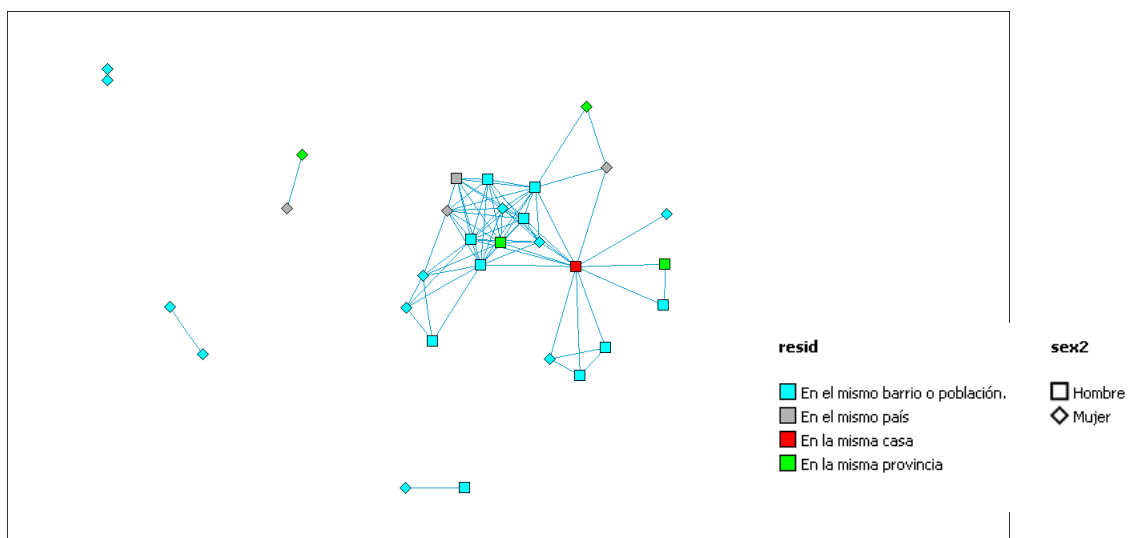 resid
En el mismo barrio o población.
En el mismo país
En la misma casa
En la misma provincia
sex2
Hombre
Mujer